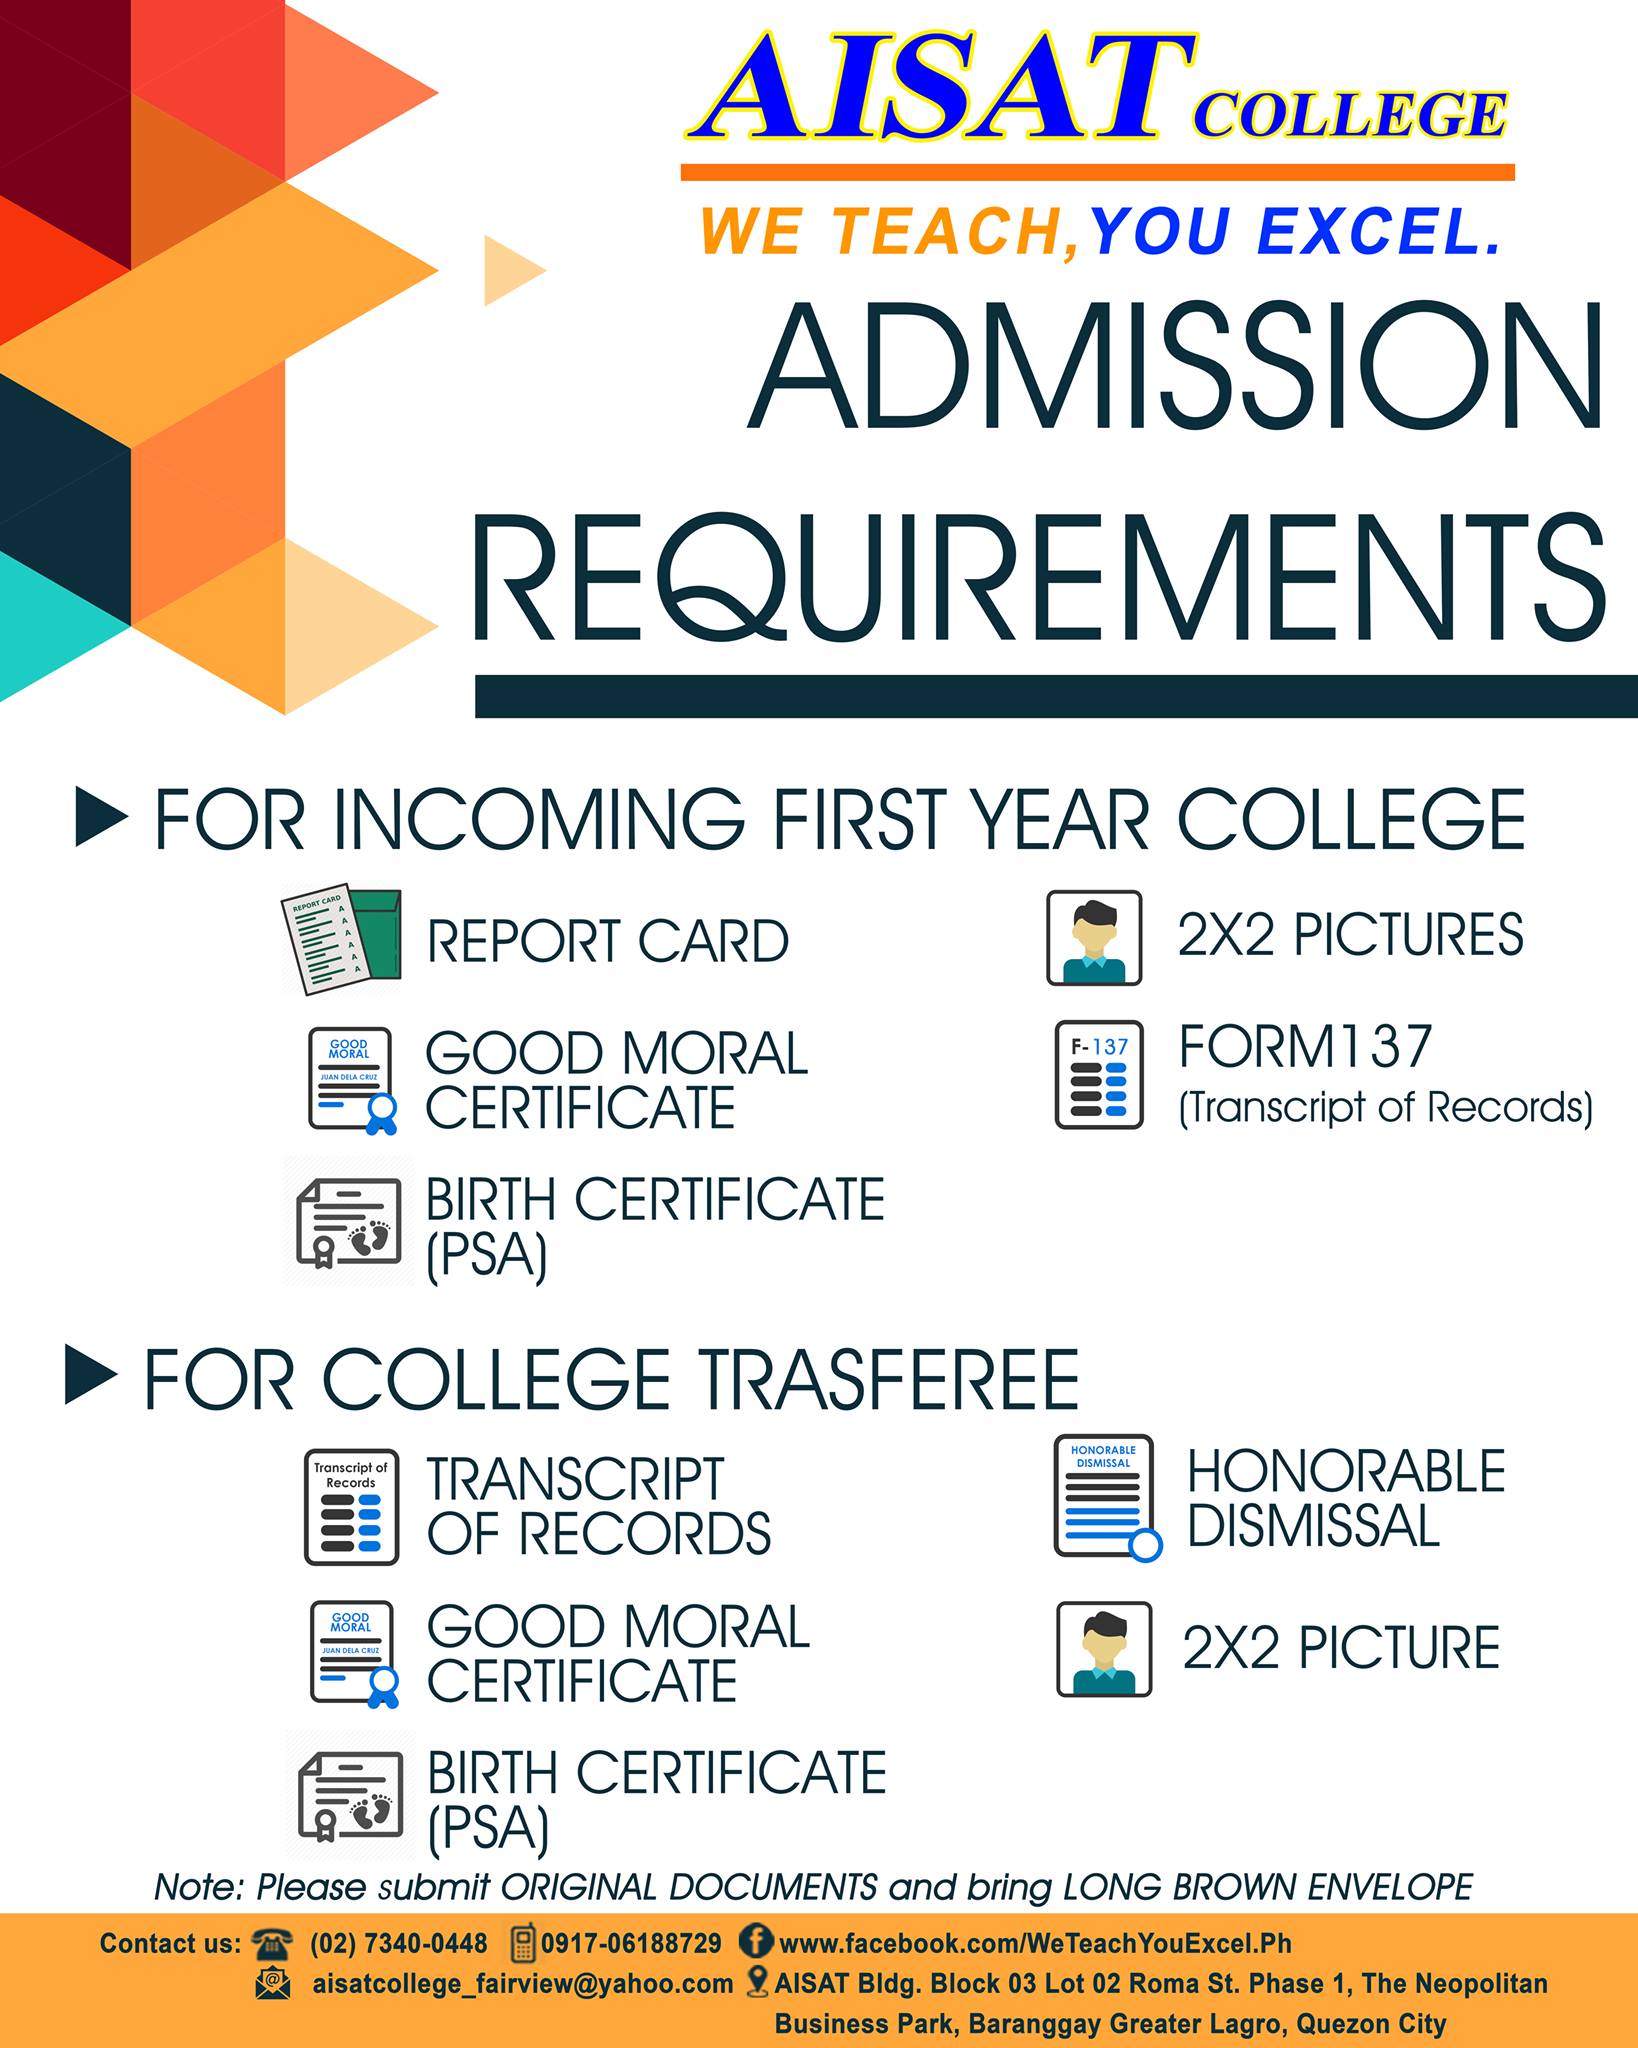 AISAT COLLEGE
WE TEACH, YOU EXCEL.
ADMISSION
REQUIREMENTS
FOR INCOMING FIRST YEAR COLLEGE
REPORT CARD
REPORT CARD
A
A
A
A
A
A
2X2 PICTURES
GOOD
MORAL
JUAN DELA CRUZ
GOOD MORAL
CERTIFICATE
F-137
FORM137
(Transcript of Records)
BIRTH CERTIFICATE
(PSA)
FOR COLLEGE TRASFEREE
Transcript of
Records
TRANSCRIPT
OF RECORDS
HONORABLE
DISMISSAL
HONORABLE
DISMISSAL
GOOD
MORAL
JUAN DELA CRUZ
GOOD MORAL
CERTIFICATE
2X2 PICTURE
BIRTH CERTIFICATE
(PSA)
Note: Please submit ORIGINAL DOCUMENTS and bring LONG BROWN ENVELOPE
Contact us: (02) 7340-0448 0917-06188729 www.facebook.com/WeTeachYouExcel.Ph
@ aisatcollege_fairview@yahoo.com AISAT Bldg. Block 03 Lot 02 Roma St. Phase 1, The Neopolitan
Business Park, Baranggay Greater Lagro, Quezon City